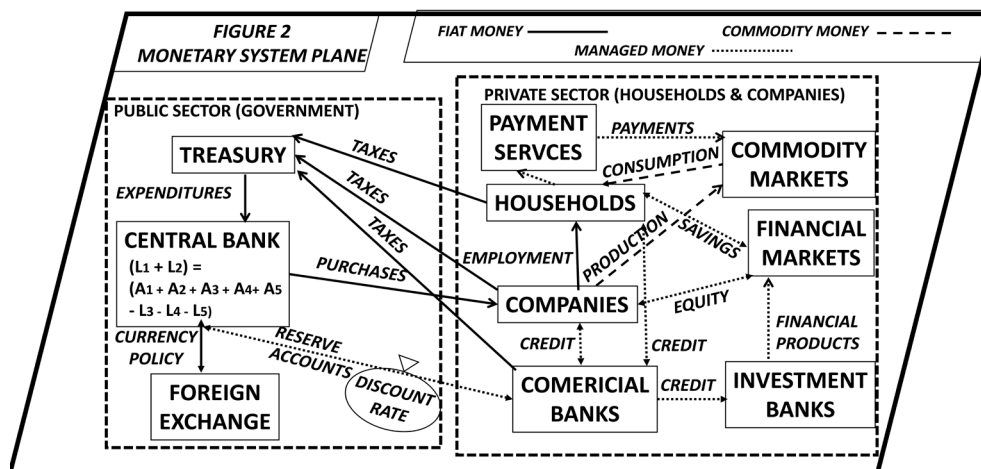 FIGURE 2
MONETARY SYSTEM PLANE
FIAT MONEY
COMMODITY MONEY
MANAGED MONEY
PUBLIC SECTOR (GOVERNMENT)
TREASURY
EXPENDITURES
CENTRAL BANK
(L1 + L2) =
(A1 + A2 + A3 + A4+ A5
- L3 - L4 - L5)
CURRENCY
POLICY
FOREIGN
EXCHANGE
TAXES
TAXES
TAXES
PURCHASES
RESERVE
ACCOUNTS
DISCOUNT
RATE
PRIVATE SECTOR (HOUSEHOLDS & COMPANIES)
PAYMENT
SERVCES
PAYMENTS
COMMODITY
MARKETS
CONSUMPTION
HOUSEHOLDS
SAVINGS
FINANCIAL
MARKETS
EMPLOYMENT
PRODUCTION
COMPANIES
EQUITY
CREDIT
CREDIT
FINANCIAL
PRODUCTS
COMERICIAL
BANKS
CREDIT
INVESTMENT
BANKS